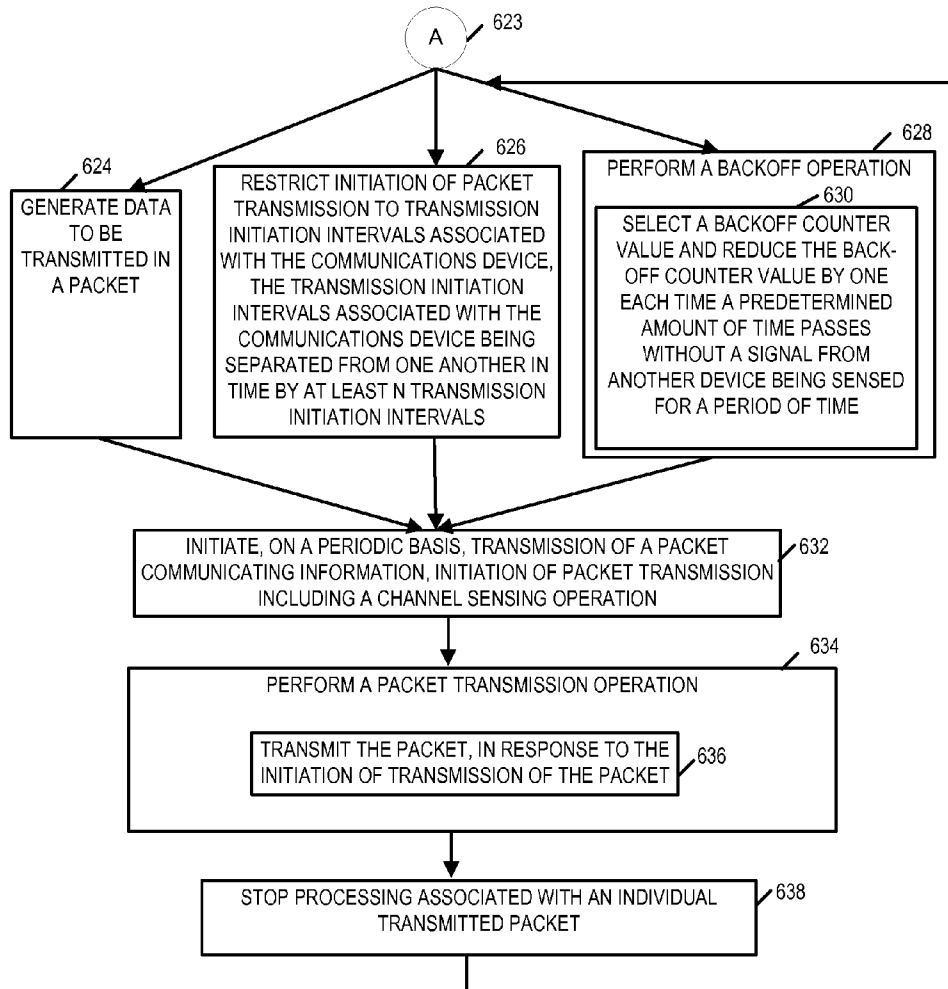 A
623
624
GENERATE DATA
TO BE
TRANSMITTED IN
A PACKET
626
RESTRICT INITIATION OF PACKET
TRANSMISSION TO TRANSMISSION
INITIATION INTERVALS ASSOCIATED
WITH THE COMMUNICATIONS DEVICE,
THE TRANSMISSION INITIATION
INTERVALS ASSOCIATED WITH THE
COMMUNICATIONS DEVICE BEING
SEPARATED FROM ONE ANOTHER IN
TIME BY AT LEAST N TRANSMISSION
INITIATION INTERVALS
628
PERFORM A BACKOFF OPERATION
630
SELECT A BACKOFF COUNTER
VALUE AND REDUCE THE BACK-
OFF COUNTER VALUE BY ONE
EACH TIME A PREDETERMINED
AMOUNT OF TIME PASSES
WITHOUT A SIGNAL FROM
ANOTHER DEVICE BEING SENSED
FOR A PERIOD OF TIME
INITIATE, ON A PERIODIC BASIS, TRANSMISSION OF A PACKET
COMMUNICATING INFORMATION, INITIATION OF PACKET TRANSMISSION
INCLUDING A CHANNEL SENSING OPERATION
632
634
PERFORM A PACKET TRANSMISSION OPERATION
TRANSMIT THE PACKET, IN RESPONSE TO THE
INITIATION OF TRANSMISSION OF THE PACKET
636
STOP PROCESSING ASSOCIATED WITH AN INDIVIDUAL
TRANSMITTED PACKET
638